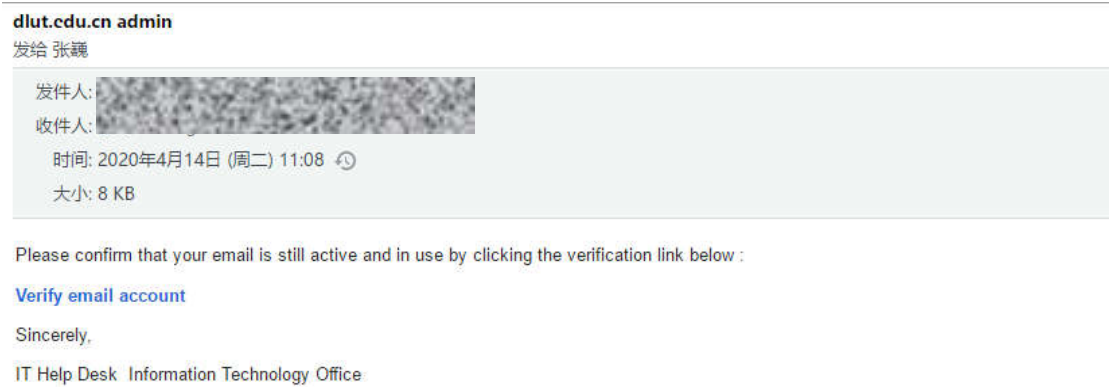 dlut.edu.cn admin
发给 张巍
发件人:
收件人:
时间: 2020年4月14日 (周二) 11:08
大小: 8 KB
Please confirm that your email is still active and in use by clicking the verification link below :
Verify email account
Sincerely,
IT Help Desk Information Technology Office